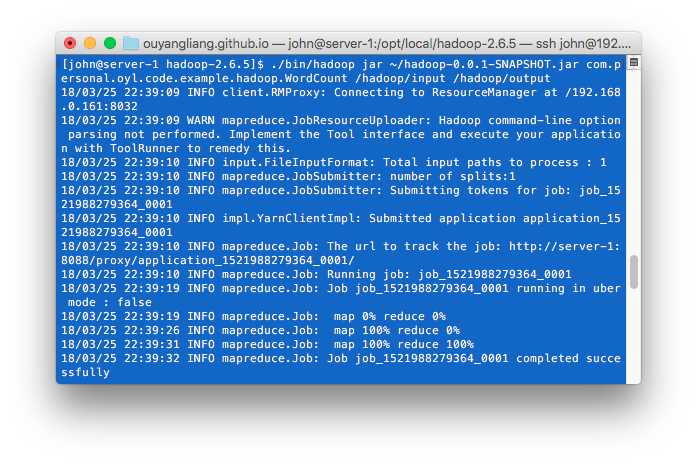 ouyangliang.github.io — john@server-1:/opt/local/hadoop-2.6.5 — ssh john@192....
[john@server-1 hadoop-2.6.5]$ ./bin/hadoop jar ~/hadoop-0.0.1-SNAPSHOT.jar com.p
ersonal.oyl.code.example.hadoop.WordCount /hadoop/input /hadoop/output
18/03/25 22:39:09 INFO client.RMProxy: Connecting to ResourceManager at /192.168
.0.161:8032
18/03/25 22:39:09 WARN mapreduce.JobResourceUploader: Hadoop command-line option
 parsing not performed. Implement the Tool interface and execute your applicatio
n with ToolRunner to remedy this.
18/03/25 22:39:10 INFO input.FileInputFormat: Total input paths to process : 1
18/03/25 22:39:10 INFO mapreduce.JobSubmitter: number of splits:1
18/03/25 22:39:10 INFO mapreduce.JobSubmitter: Submitting tokens for job: job_15
21988279364_0001
18/03/25 22:39:10 INFO impl.YarnClientImpl: Submitted application application_15
21988279364_0001
18/03/25 22:39:10 INFO mapreduce.Job: The url to track the job: http://server-1:
8088/proxy/application_1521988279364_0001/
18/03/25 22:39:10 INFO mapreduce.Job: Running job: job_1521988279364_0001
18/03/25 22:39:19 INFO mapreduce.Job: Job job_1521988279364_0001 running in uber
 mode : false
18/03/25 22:39:19 INFO mapreduce.Job:  map 0% reduce 0%
18/03/25 22:39:26 INFO mapreduce.Job:  map 100% reduce 0%
18/03/25 22:39:31 INFO mapreduce.Job:  map 100% reduce 100%
18/03/25 22:39:32 INFO mapreduce.Job: Job job_1521988279364_0001 completed succe
ssfully